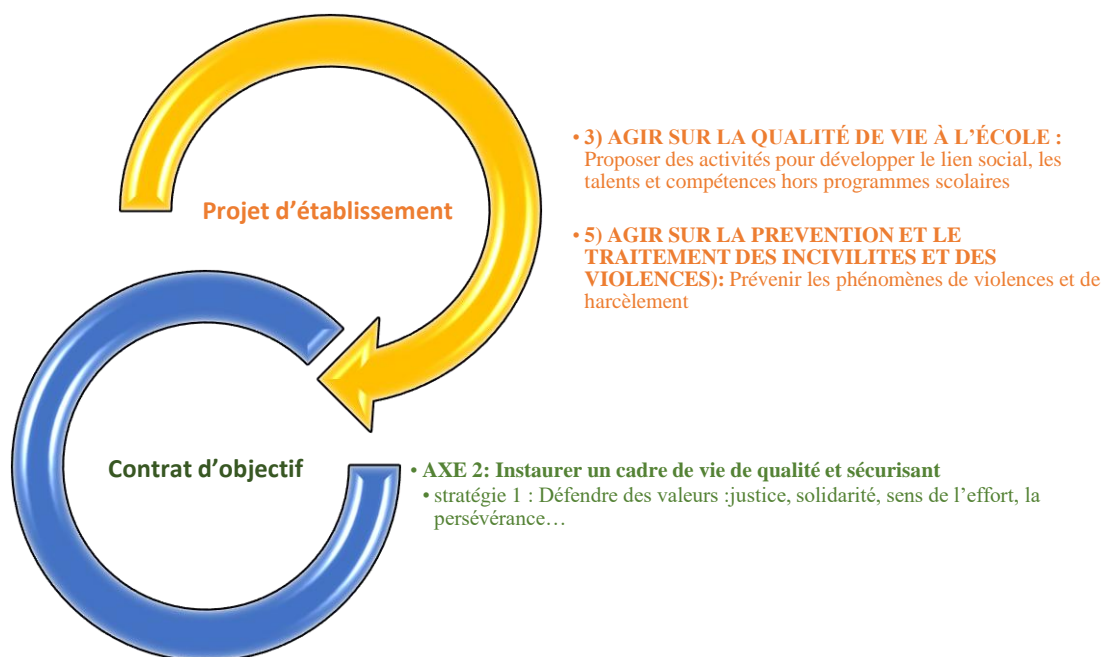 • 3) AGIR SUR LA QUALITÉ DE VIE À L’ÉCOLE :
Proposer des activités pour développer le lien social, les
talents et compétences hors programmes scolaires
Projet d’établissement
• 5) AGIR SUR LA PREVENTION ET LE
TRAITEMENT DES INCIVILITES ET DES
VIOLENCES): Prévenir les phénomènes de violences et de
harcèlement
Contrat d’objectif
• AXE 2: Instaurer un cadre de vie de qualité et sécurisant
• stratégie 1 : Défendre des valeurs :justice, solidarité, sens de l’effort, la
persévérance…